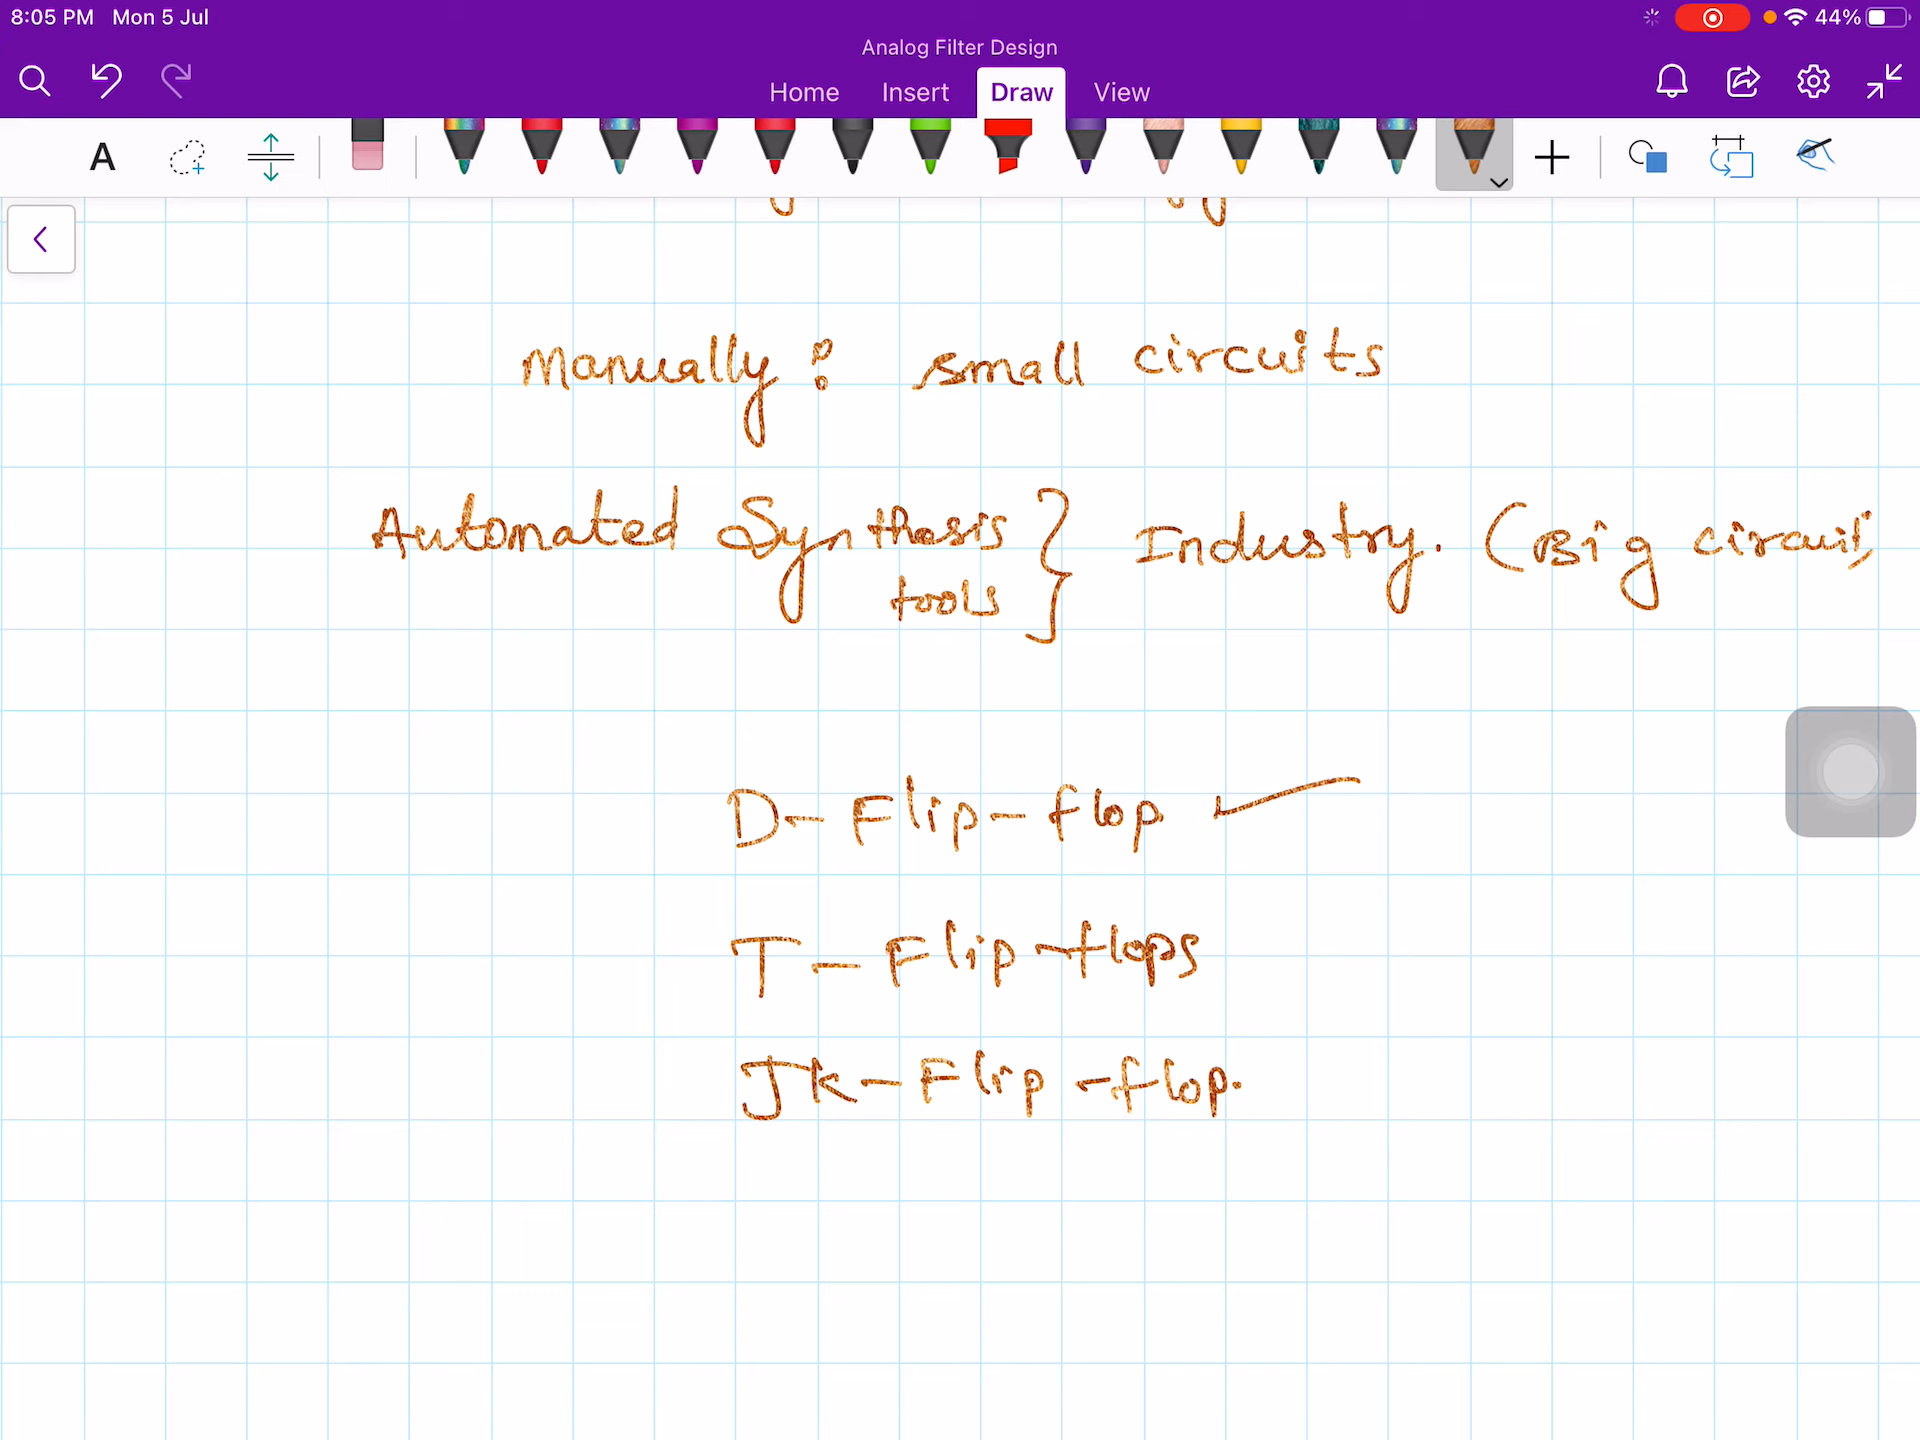 8:05 PM Mon 5 Jul
44%
Analog Filter Design
Home Insert Draw View
A
Manually: small circuits
Automated Synthesis } Industry. (Big circuit)
tools
D-Flip-flop ✓
T-Flip-flops
JK-Flip-flop.